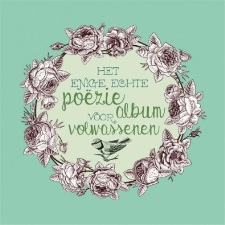 HET
ENIGE ECHTE
poëzie
album
VOOR
volwassenen